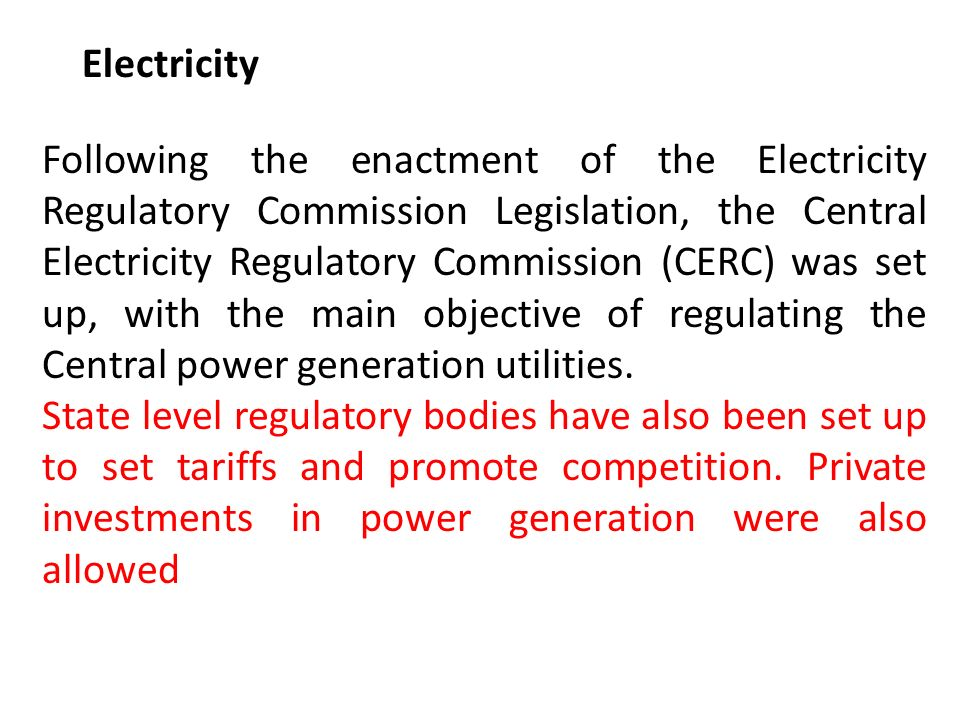 Electricity
Following the enactment of the Electricity
Regulatory Commission Legislation, the Central
Electricity Regulatory Commission (CERC) was set
up, with the main objective of regulating the
Central power generation utilities.
State level regulatory bodies have also been set up
to set tariffs and promote competition. Private
investments in power generation were also
allowed